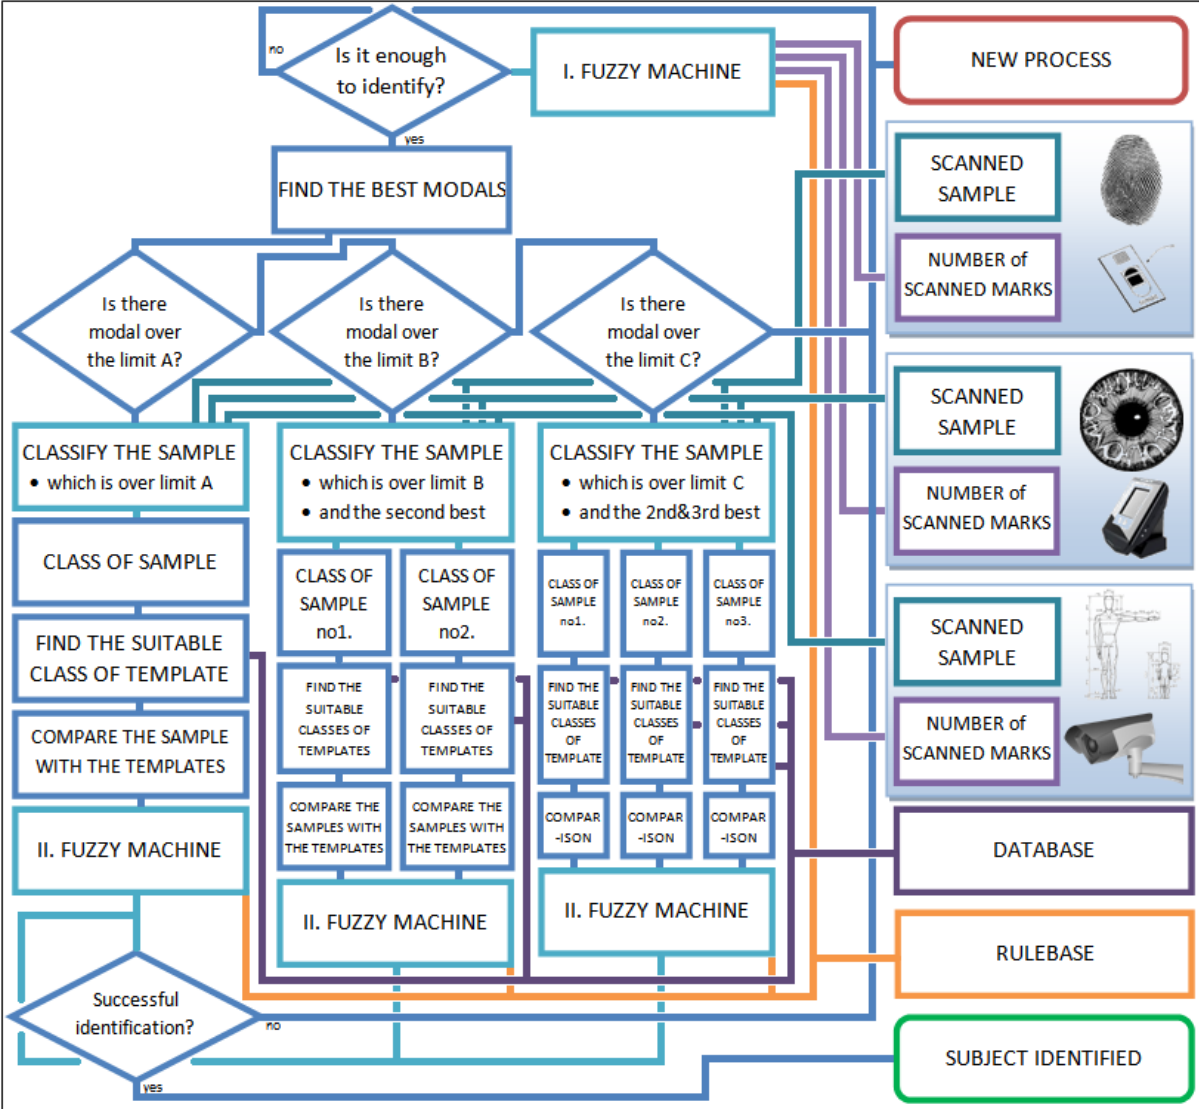 no
Is it enough
to identify?
yes
I. FUZZY MACHINE
NEW PROCESS
FIND THE BEST MODALS
SCANNED
SAMPLE
NUMBER of
SCANNED MARKS
Is there
modal over
the limit A?
Is there
modal over
the limit B?
Is there
modal over
the limit C?
SCANNED
SAMPLE
NUMBER of
SCANNED MARKS
CLASSIFY THE SAMPLE
• which is over limit A
CLASSIFY THE SAMPLE
• which is over limit B
• and the second best
CLASSIFY THE SAMPLE
• which is over limit C
• and the 2nd&3rd best
CLASS OF SAMPLE
CLASS OF
SAMPLE
no1.
CLASS OF
SAMPLE
no2.
CLASS OF
SAMPLE
no1.
CLASS OF
SAMPLE
no2.
CLASS OF
SAMPLE
no3.
SCANNED
SAMPLE
NUMBER of
SCANNED MARKS
FIND THE SUITABLE
CLASS OF TEMPLATE
FIND THE
SUITABLE
CLASSES OF
TEMPLATES
FIND THE
SUITABLE
CLASSES OF
TEMPLATES
FIND THE
SUITABLE
CLASSES
OF
TEMPLATE
FIND THE
SUITABLE
CLASSES
OF
TEMPLATE
FIND THE
SUITABLE
CLASSES
OF
TEMPLATE
COMPARE THE SAMPLE
WITH THE TEMPLATES
COMPARE THE
SAMPLES WITH
THE TEMPLATES
COMPARE THE
SAMPLES WITH
THE TEMPLATES
COMPAR
-ISON
COMPAR
-ISON
COMPAR
-ISON
II. FUZZY MACHINE
II. FUZZY MACHINE
II. FUZZY MACHINE
DATABASE
RULEBASE
Successful
identification?
no
yes
SUBJECT IDENTIFIED